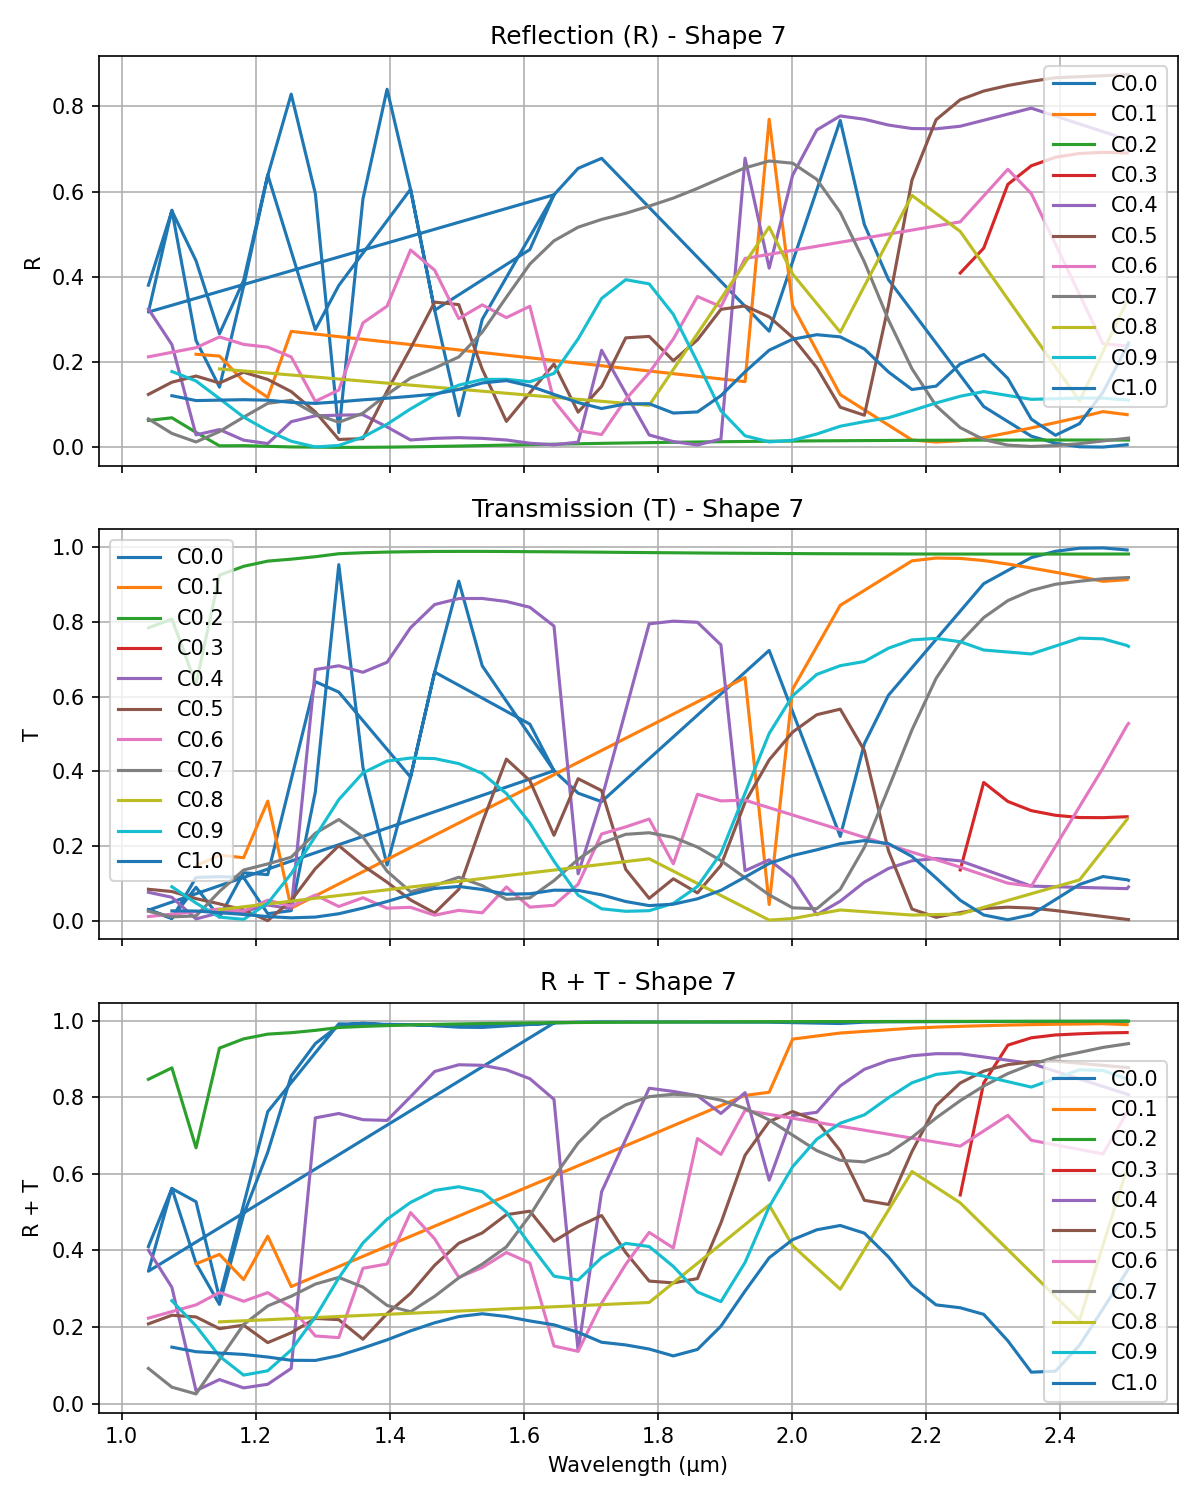 Reflection (R) - Shape 7
0.8
0.6
0.4
0.2
0.0
R
C0.0
C0.1
C0.2
C0.3
C0.4
C0.5
C0.6
C0.7
C0.8
C0.9
C1.0
Transmission (T) - Shape 7
1.0
0.8
0.6
0.4
0.2
0.0
T
C0.0
C0.1
C0.2
C0.3
C0.4
C0.5
C0.6
C0.7
C0.8
C0.9
C1.0
R + T - Shape 7
1.0
0.8
0.6
0.4
0.2
0.0
R + T
C0.0
C0.1
C0.2
C0.3
C0.4
C0.5
C0.6
C0.7
C0.8
C0.9
C1.0
1.0 1.2 1.4 1.6 1.8 2.0 2.2 2.4
Wavelength (μm)